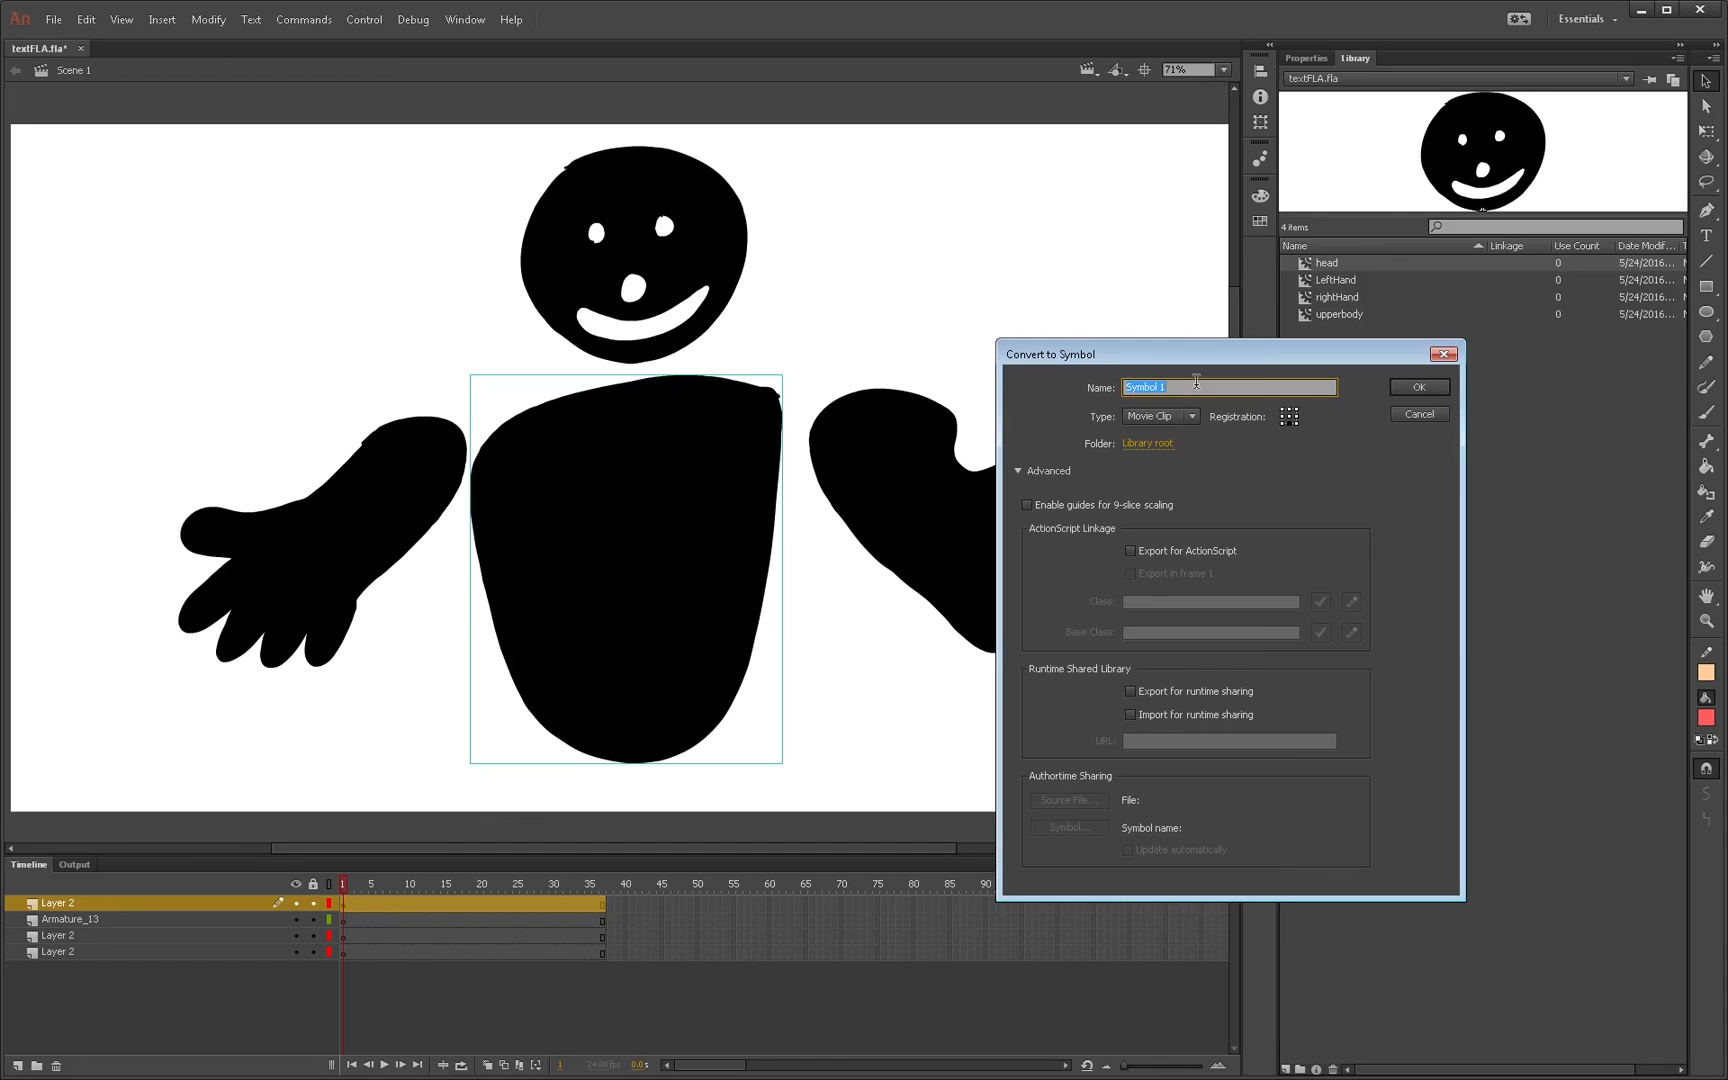 An File Edit View Insert Modify Text Commands Control Debug Window Help Essentials
textFLA.fla* ×
Scene 1
71%
Properties Library
textFLA.fla
4 items
Name Linkage Use Count Date Modif... T
head 0 5/24/2016...
LeftHand 0 5/24/2016...
rightHand 0 5/24/2016...
upperbody 0 5/24/2016...
Convert to Symbol
Name: Symbol 1 OK
Type: Movie Clip Registration: Cancel
Folder: Library root
Advanced
Enable guides for 9-slice scaling
ActionScript Linkage
Export for ActionScript
Export in frame 1
Class:
Base Class:
Runtime Shared Library
Export for runtime sharing
Import for runtime sharing
URL:
Authortime Sharing
Source File... File:
Symbol... Symbol name:
Update automatically
Timeline Output
1 5 10 15 20 25 30 35 40 45 50 55 60 65 70 75 80 85 90
Layer 2
Armature_13
Layer 2
Layer 2
1 24.00 fps 0.0 s